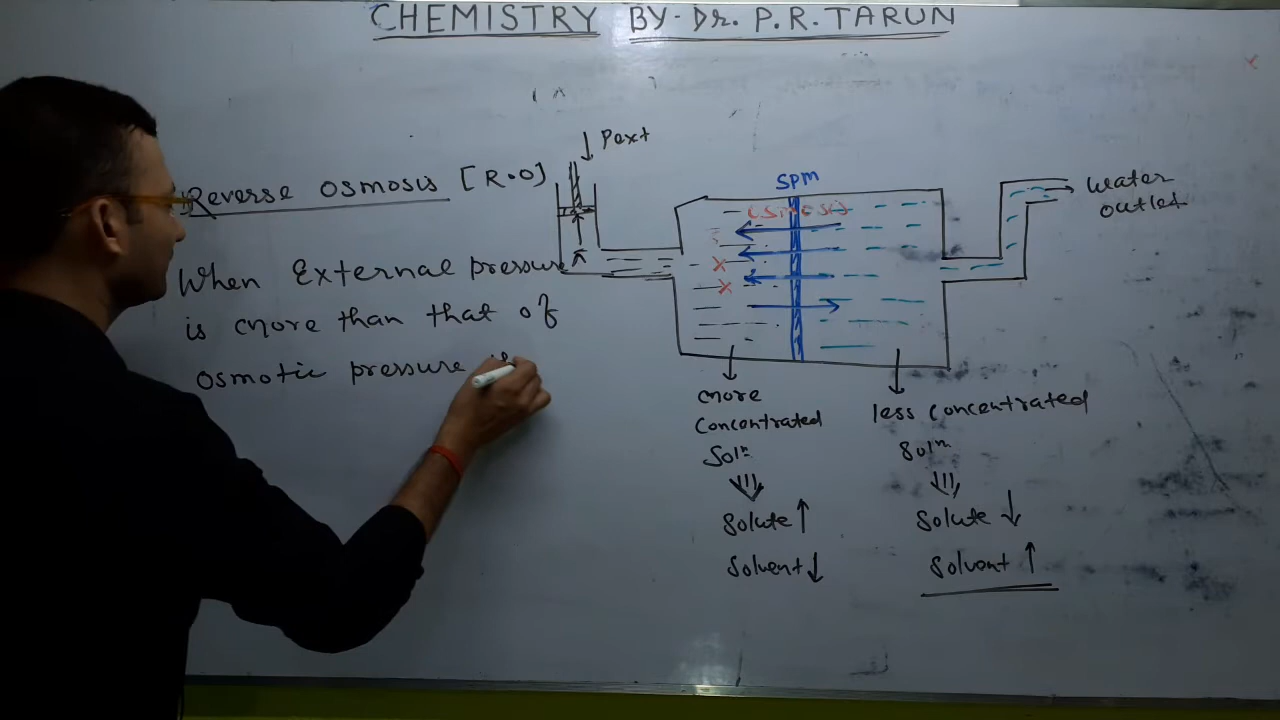 CHEMISTRY BY. Dr. P.R.TARUN
Reverse Osmosis [R.O]
When External pressure
is more than that of
osmotic pressure
Pext
SPM
Water
outlet
more
concentrated
Solⁿ
Solute ↑
Solvent ↓
less concentrated
Solⁿ
Solute ↓
Solvent ↑